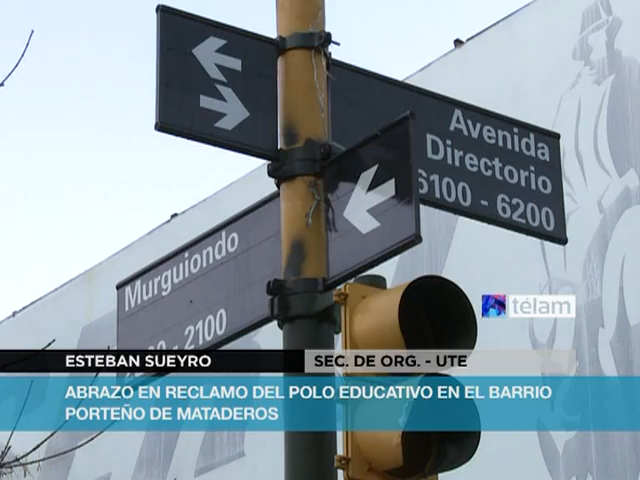 Avenida
Directorio
6100 - 6200
Murguiondo
- 2100
télam
ESTEBAN SUEYRO
SEC. DE ORG. - UTE
ABRAZO EN RECLAMO DEL POLO EDUCATIVO EN EL BARRIO
PORTEÑO DE MATADEROS